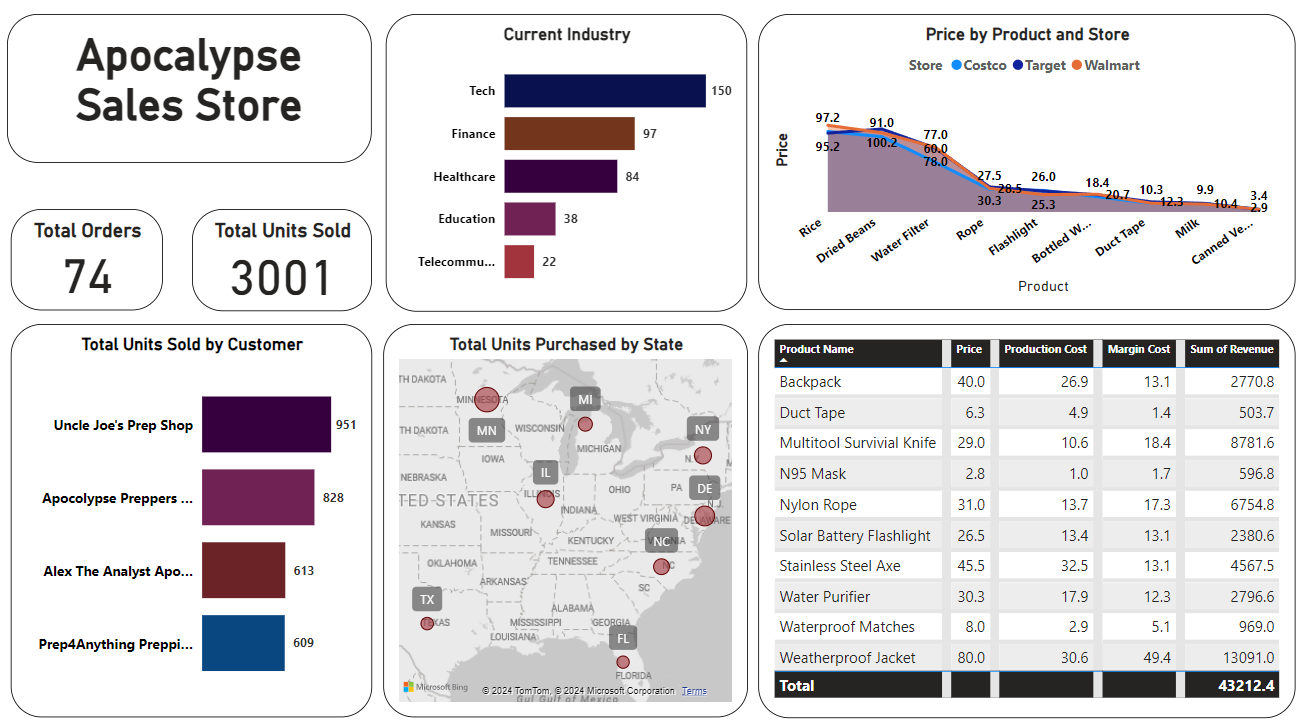 Apocalypse
Sales Store
Total Orders
74
Total Units Sold
3001
Current Industry
Tech 150
Finance 97
Healthcare 84
Education 38
Telecommu... 22
Price by Product and Store
Store Costco Target Walmart
Price
97.2
95.2
91.0
100.2
77.0
60.0
78.0
27.5
28.5
30.3
26.0
25.3
18.4
20.7
10.3
12.3
9.9
10.4
3.4
2.9
Rice
Dried Beans
Water Filter
Rope
Flashlight
Bottled W...
Duct Tape
Milk
Canned Ve...
Product
Total Units Sold by Customer
Uncle Joe's Prep Shop 951
Apocolypse Preppers ... 828
Alex The Analyst Apo... 613
Prep4Anything Preppi... 609
Total Units Purchased by State
TH DAKOTA
MINNESOTA
MI
MN
WISCONSIN
NY
TH DAKOTA
MICHIGAN
N.
IOWA
IL
NEBRASKA
OHIO
PA
DE
ILLINOIS
TED STATES
N.J.
INDIANA
KANSAS
WEST VIRGINIA
DELAWARE
MISSOURI
KENTUCKY
NC
VIRGINIA
OKLAHOMA
TENNESSEE
NC
ARKANSAS
SC
TX
ALABAMA
TEXAS
MISSISSIPPI
GEORGIA
LOUISIANA
FL
FLORIDA
Microsoft Bing
© 2024 TomTom, © 2024 Microsoft Corporation Terms
Gulf of Mexico
Product Name Price Production Cost Margin Cost Sum of Revenue
Backpack 40.0 26.9 13.1 2770.8
Duct Tape 6.3 4.9 1.4 503.7
Multitool Survivial Knife 29.0 10.6 18.4 8781.6
N95 Mask 2.8 1.0 1.7 596.8
Nylon Rope 31.0 13.7 17.3 6754.8
Solar Battery Flashlight 26.5 13.4 13.1 2380.6
Stainless Steel Axe 45.5 32.5 13.1 4567.5
Water Purifier 30.3 17.9 12.3 2796.6
Waterproof Matches 8.0 2.9 5.1 969.0
Weatherproof Jacket 80.0 30.6 49.4 13091.0
Total 43212.4